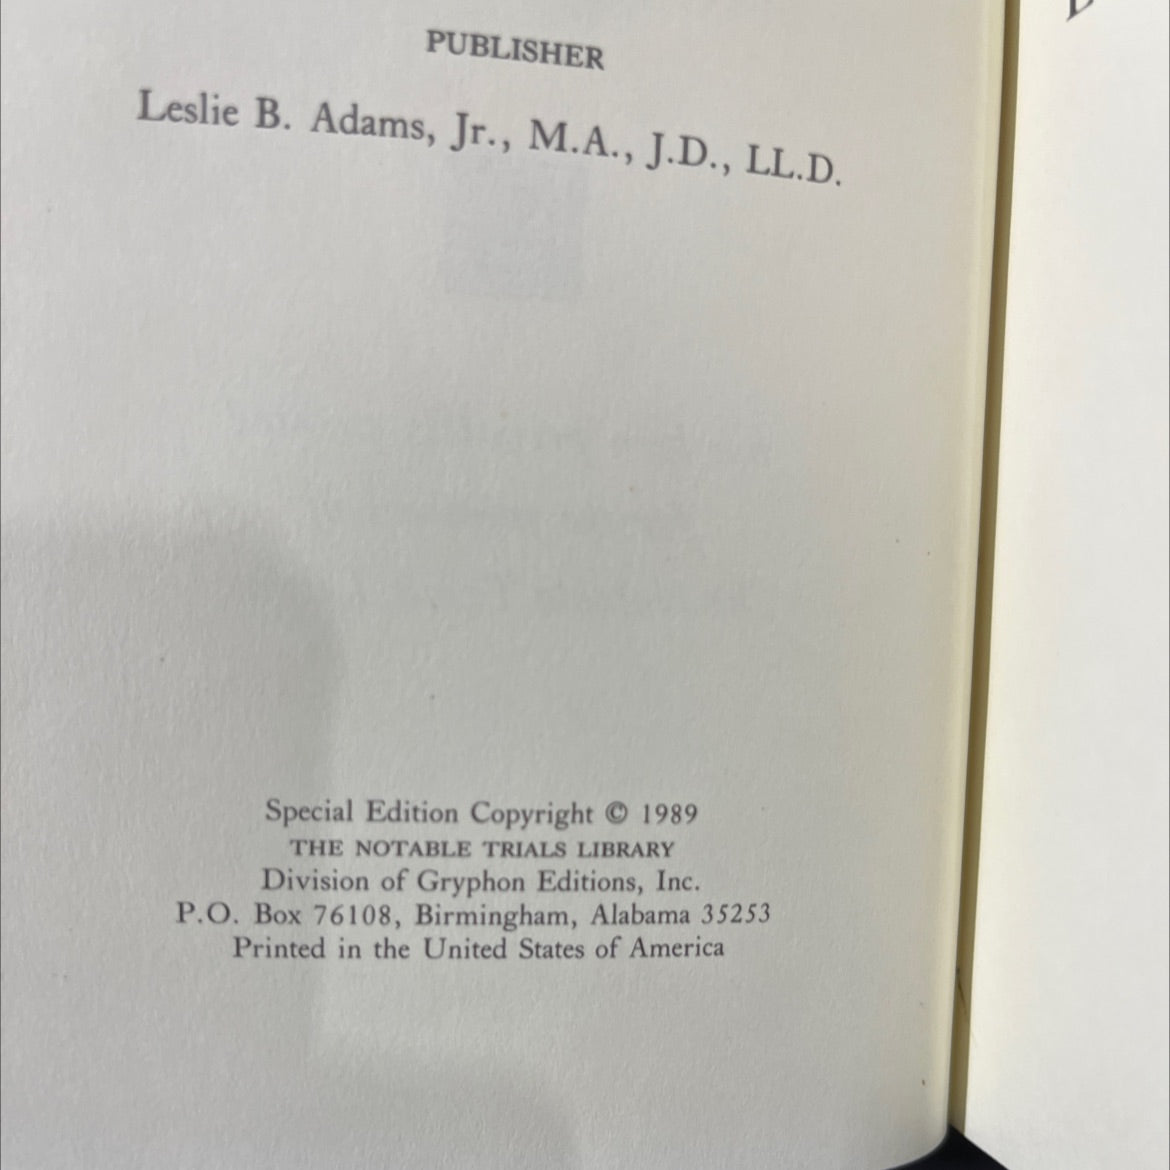 PUBLISHER
Leslie B. Adams, Jr., M.A., J.D., LL.D.
Special Edition Copyright © 1989
THE NOTABLE TRIALS LIBRARY
Division of Gryphon Editions, Inc.
P.O. Box 76108, Birmingham, Alabama 35253
Printed in the United States of America